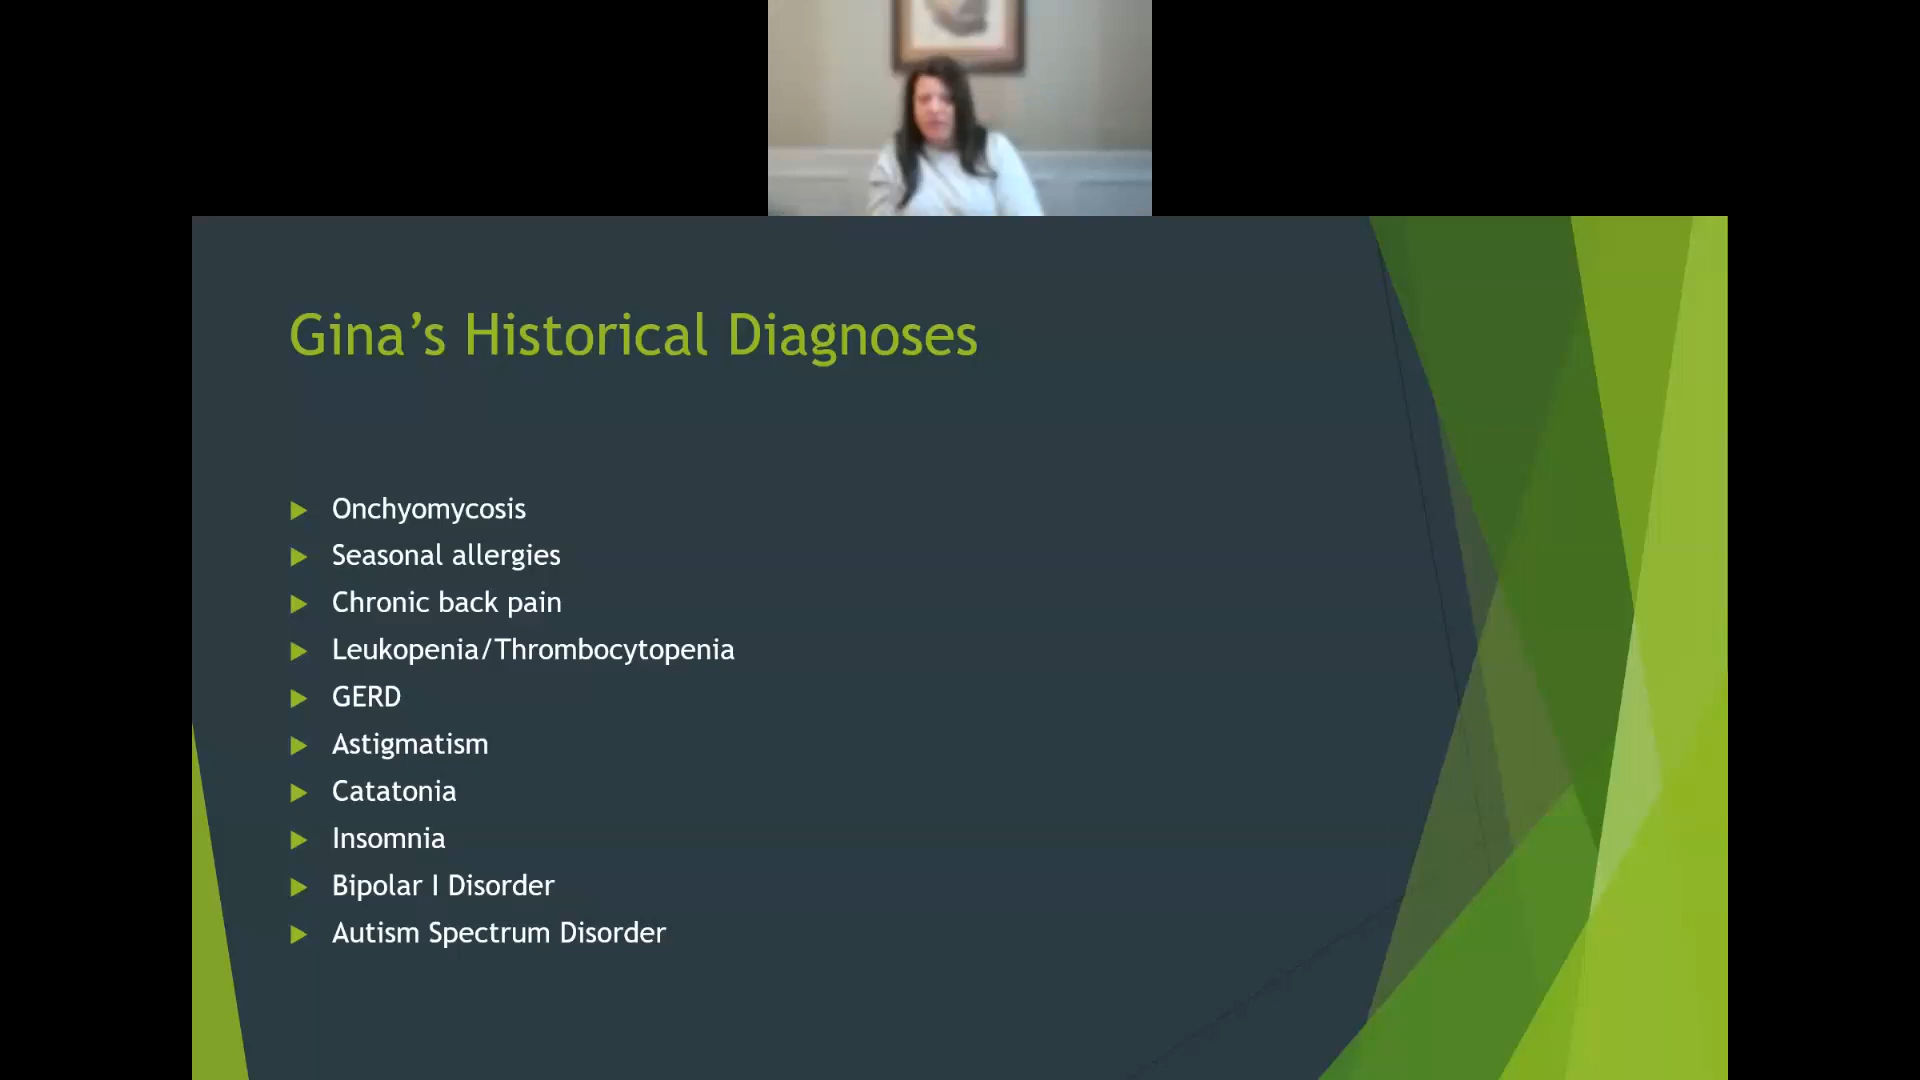 Gina’s Historical Diagnoses
Onchyomycosis
Seasonal allergies
Chronic back pain
Leukopenia/Thrombocytopenia
GERD
Astigmatism
Catatonia
Insomnia
Bipolar I Disorder
Autism Spectrum Disorder